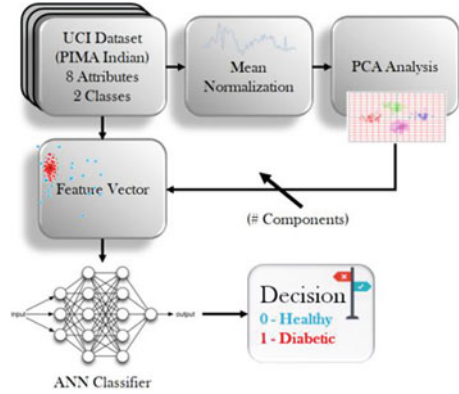 UCI Dataset
(PIMA Indian)
8 Attributes
2 Classes
Mean
Normalization
PCA Analysis
Feature Vector
(# Components)
input
output
ANN Classifier
Decision
0 - Healthy
1 - Diabetic